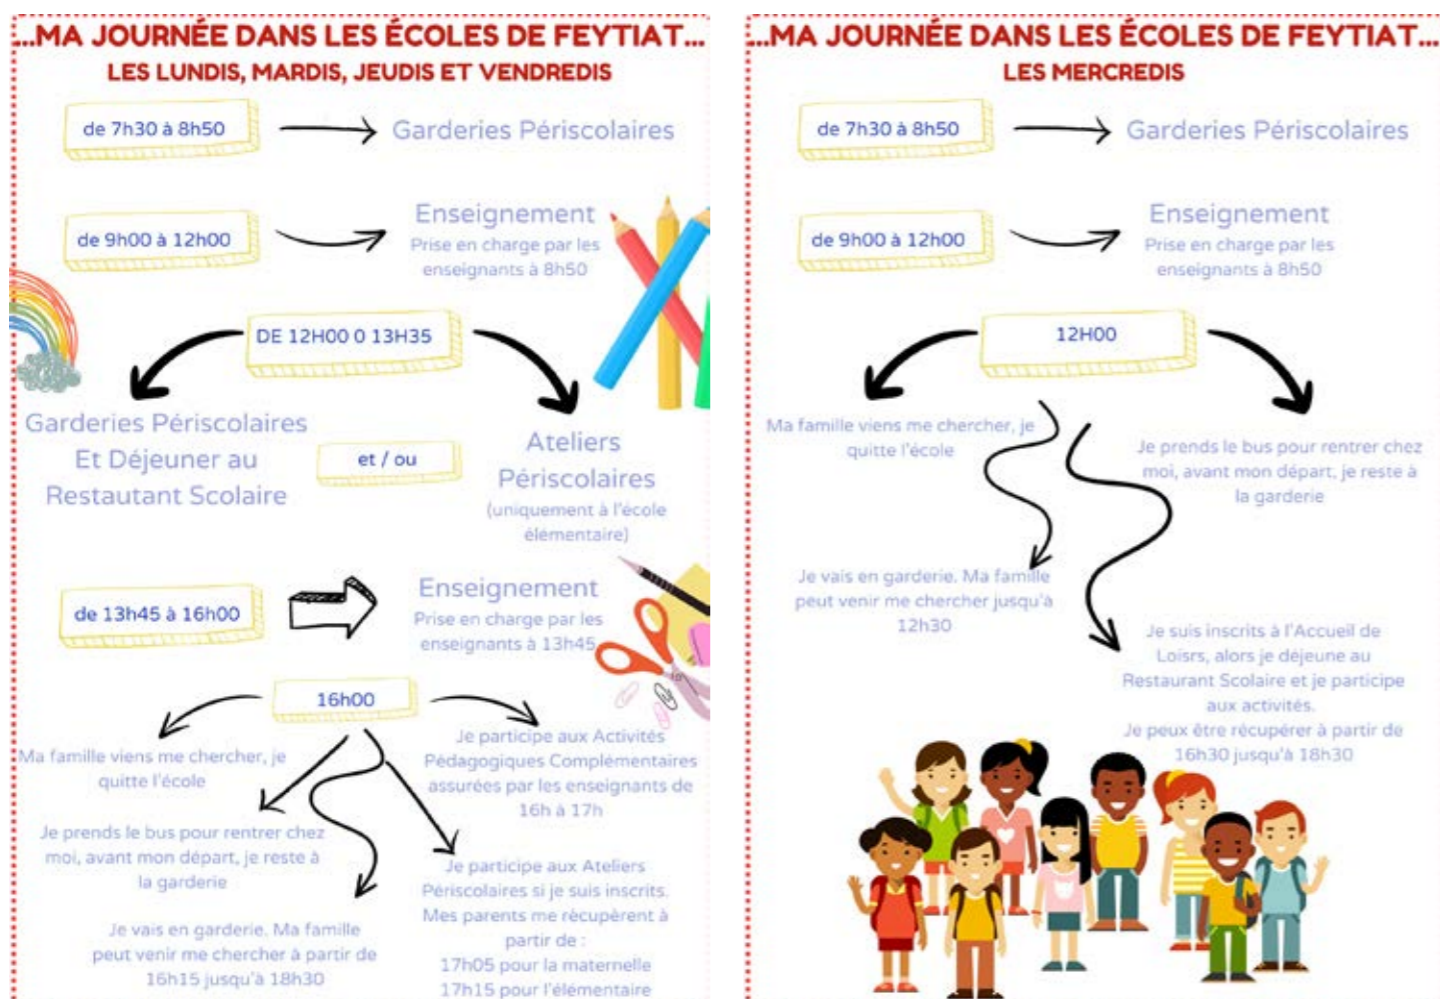 ...MA JOURNÉE DANS LES ÉCOLES DE FEYTIAT...
LES LUNDIS, MARDIS, JEUDIS ET VENDREDIS
de 7h30 à 8h50
Garderies Périscolaires
de 9h00 à 12h00
Enseignement
Prise en charge par les
enseignants à 8h50
DE 12H00 0 13H35
Garderies Périscolaires
Et Déjeuner au
Restautant Scolaire
et / ou
Ateliers
Périscolaires
(uniquement à l'école
élémentaire)
de 13h45 à 16h00
Enseignement
Prise en charge par les
enseignants à 13h45
16h00
Ma famille viens me chercher, je
quitte l'école
Je participe aux Activités
Pédagogiques Complémentaires
assurées par les enseignants de
16h à 17h
Je prends le bus pour rentrer chez
moi, avant mon départ, je reste à
la garderie
Je vais en garderie. Ma famille
peut venir me chercher à partir de
16h15 jusqu'à 18h30
Je participe aux Ateliers
Périscolaires si je suis inscrits.
Mes parents me récupèrent à
partir de :
17h05 pour la maternelle
17h15 pour l'élémentaire
...MA JOURNÉE DANS LES ÉCOLES DE FEYTIAT...
LES MERCREDIS
de 7h30 à 8h50
Garderies Périscolaires
de 9h00 à 12h00
Enseignement
Prise en charge par les
enseignants à 8h50
12H00
Ma famille viens me chercher, je
quitte l'école
Je prends le bus pour rentrer chez
moi, avant mon départ, je reste à
la garderie
Je vais en garderie. Ma famille
peut venir me chercher jusqu'à
12h30
Je suis inscrits à l'Accueil de
Loisrs, alors je déjeune au
Restaurant Scolaire et je participe
aux activités.
Je peux être récupérer à partir de
16h30 jusqu'à 18h30